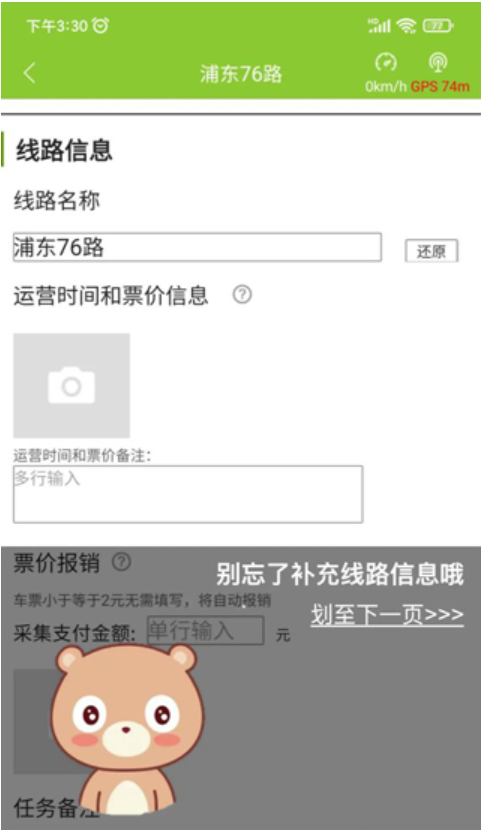 下午3:30
HD 77
浦东76路
0km/h GPS 74m
线路信息
线路名称
浦东76路
还原
运营时间和票价信息 ?
运营时间和票价备注:
多行输入
票价报销 ?
别忘了补充线路信息哦
车票小于等于2元无需填写，将自动报销
划至下一页>>>
采集支付金额: 单行输入 元
任务备注